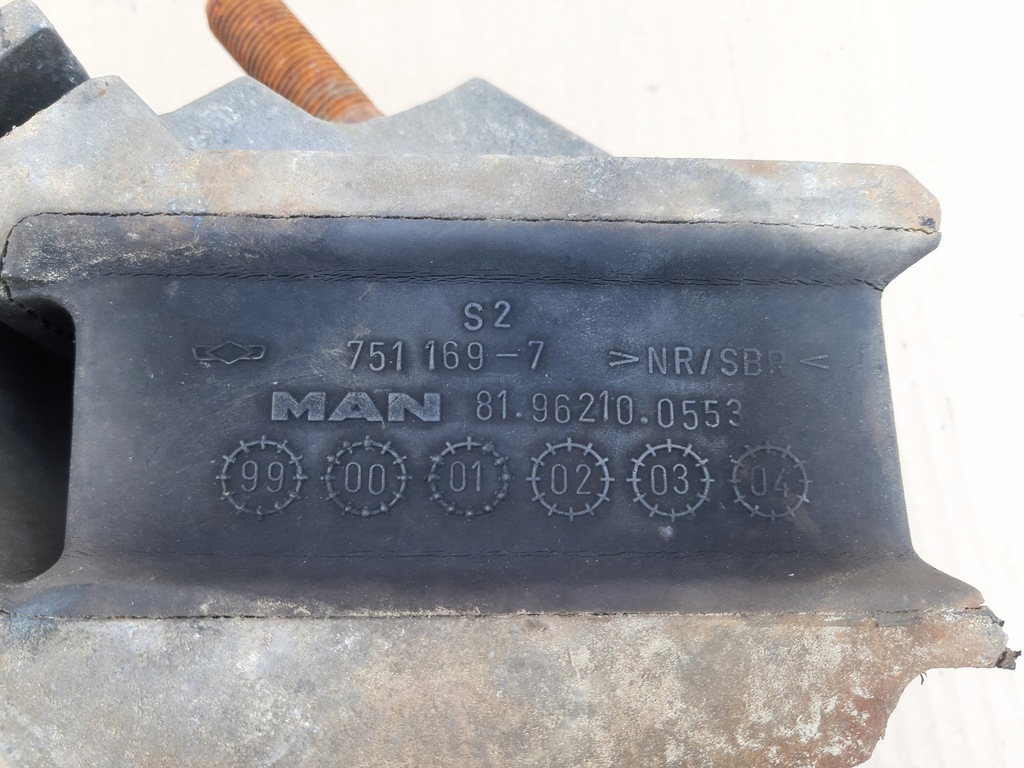 S2
751 169-7 >NR/SBR<
MAN 81.96210.0553
99 00 01 02 03 04